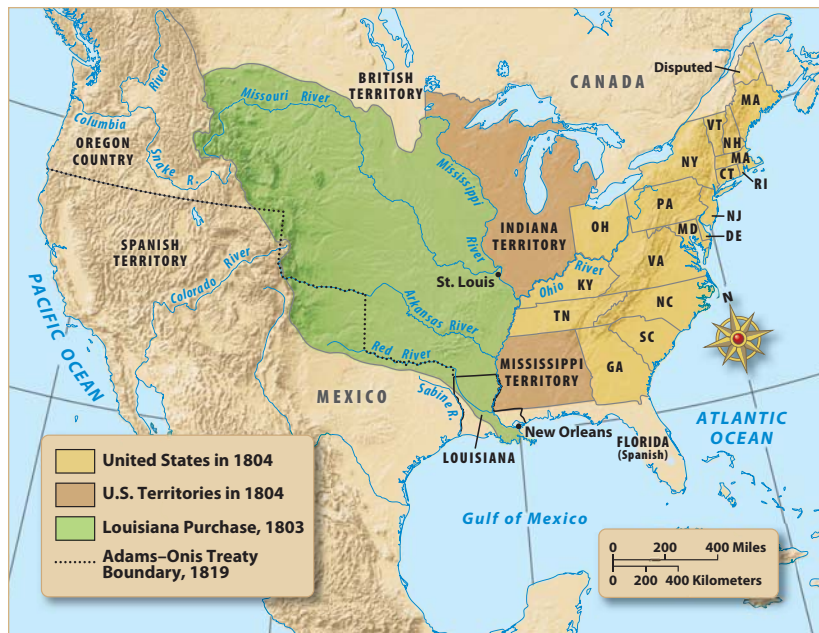 BRITISH
TERRITORY
CANADA
Disputed
Missouri River
Columbia
River
OREGON
COUNTRY
Snake R.
MA
VT
NH
NY
MA
CT
RI
Mississippi
River
PA
NJ
OH
MD
DE
INDIANA
TERRITORY
SPANISH
TERRITORY
VA
St. Louis
Ohio River
KY
Colorado River
PACIFIC OCEAN
NC
N
Arkansas River
TN
SC
Red River
MISSISSIPPI
TERRITORY
GA
MEXICO
Sabine R.
ATLANTIC
OCEAN
New Orleans
LOUISIANA
FLORIDA
(Spanish)
Gulf of Mexico
United States in 1804
U.S. Territories in 1804
Louisiana Purchase, 1803
Adams–Onis Treaty
Boundary, 1819
0 200 400 Miles
0 200 400 Kilometers